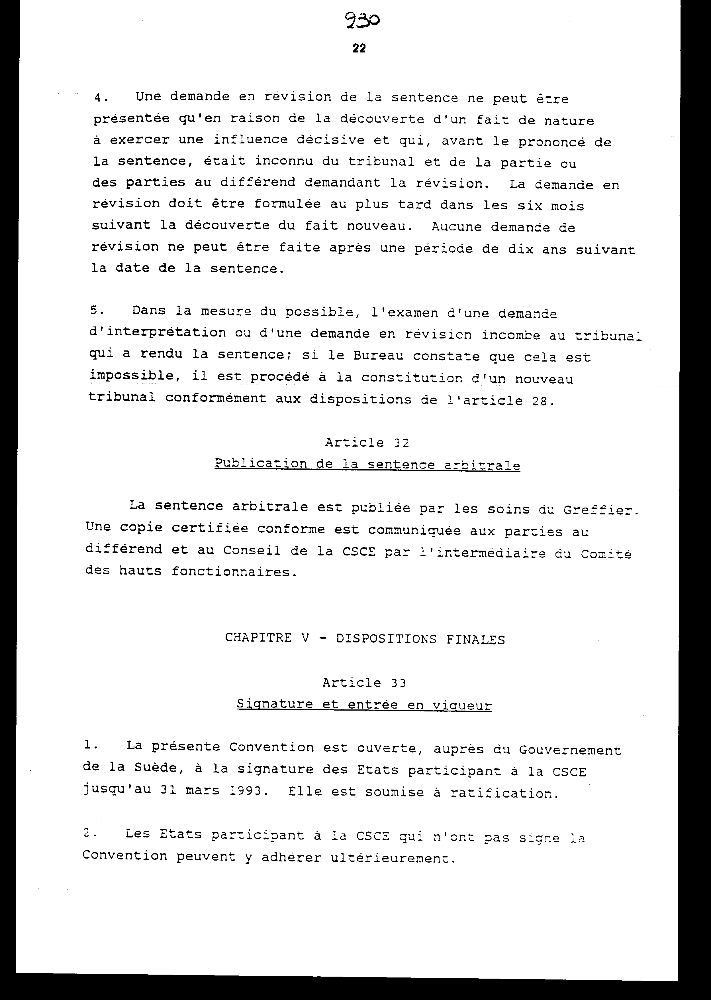 930
22
4. Une demande en révision de la sentence ne peut être
présentée qu'en raison de la découverte d'un fait de nature
à exercer une influence décisive et qui, avant le prononcé de
la sentence, était inconnu du tribunal et de la partie ou
des parties au différend demandant la révision. La demande en
révision doit être formulée au plus tard dans les six mois
suivant la découverte du fait nouveau. Aucune demande de
révision ne peut être faite après une période de dix ans suivant
la date de la sentence.
5. Dans la mesure du possible, l'examen d'une demande
d'interprétation ou d'une demande en révision incombe au tribunal
qui a rendu la sentence; si le Bureau constate que cela est
impossible, il est procédé à la constitution d'un nouveau
tribunal conformément aux dispositions de l'article 28.
Article 32
Publication de la sentence arbitrale
La sentence arbitrale est publiée par les soins du Greffier.
Une copie certifiée conforme est communiquée aux parties au
différend et au Conseil de la CSCE par l'intermédiaire du Comité
des hauts fonctionnaires.
CHAPITRE V - DISPOSITIONS FINALES
Article 33
Signature et entrée en vigueur
1. La présente Convention est ouverte, auprès du Gouvernement
de la Suède, à la signature des Etats participant à la CSCE
jusqu'au 31 mars 1993. Elle est soumise à ratification.
2. Les Etats participant à la CSCE qui n'ont pas signé la
Convention peuvent y adhérer ultérieurement.